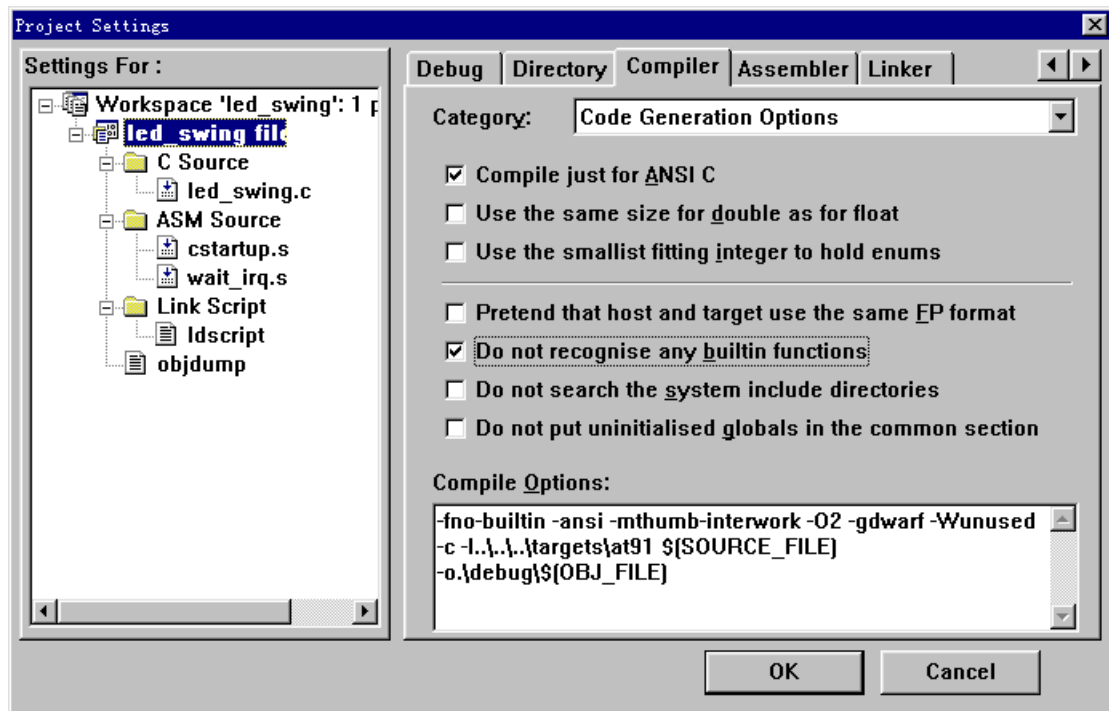 Project Settings
Settings For :
Workspace 'led_swing': 1 p
led_swing file
C Source
led_swing.c
ASM Source
cstartup.s
wait_irq.s
Link Script
ldscript
objdump
Debug
Directory
Compiler
Assembler
Linker
Category:
Code Generation Options
Compile just for ANSI C
Use the same size for double as for float
Use the smallist fitting integer to hold enums
Pretend that host and target use the same FP format
Do not recognise any builtin functions
Do not search the system include directories
Do not put uninitialised globals in the common section
Compile Options:
-fno-builtin -ansi -mthumb-interwork -O2 -gdwarf -Wunused
-c -I..\..\..\targets\at91 $(SOURCE_FILE)
-o.\debug\$(OBJ_FILE)
OK
Cancel